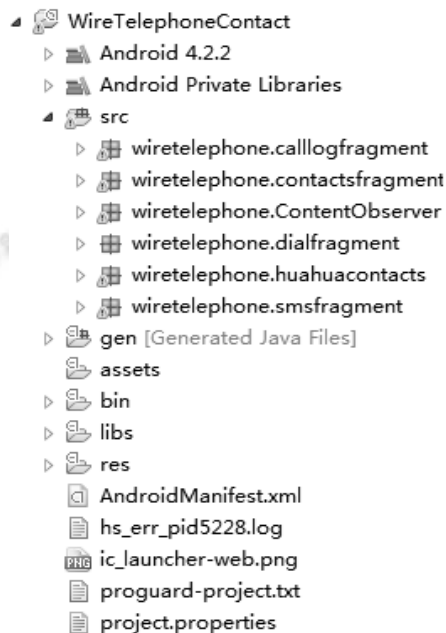 WireTelephoneContact
Android 4.2.2
Android Private Libraries
src
wiretelephone.calllogfragment
wiretelephone.contactsfragment
wiretelephone.ContentObserver
wiretelephone.dialfragment
wiretelephone.huahuacontacts
wiretelephone.smsfragment
gen [Generated Java Files]
assets
bin
libs
res
AndroidManifest.xml
hs_err_pid5228.log
ic_launcher-web.png
proguard-project.txt
project.properties